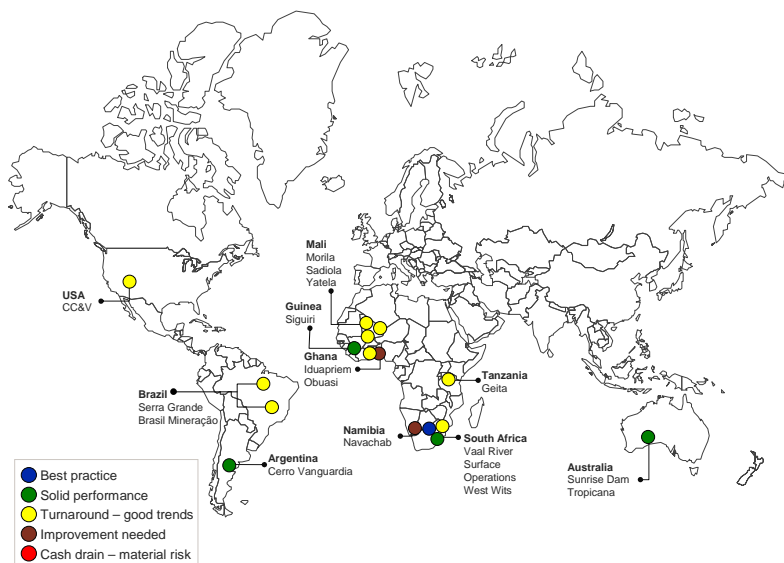 Mali
Morila
Sadiola
Yatela
USA
CC&V
Guinea
Siguiri
Ghana
Iduapriem
Obuasi
Tanzania
Geita
Brazil
Serra Grande
Brasil Mineração
Namibia
Navachab
South Africa
Vaal River
Surface
Operations
West Wits
Argentina
Cerro Vanguardia
Australia
Sunrise Dam
Tropicana
Best practice
Solid performance
Turnaround – good trends
Improvement needed
Cash drain – material risk